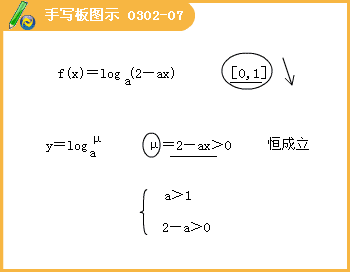 手写板图示 0302-07
f(x)=log a(2-ax) [0,1]
y=log a μ μ=2-ax>0 恒成立
a>1
2-a>0